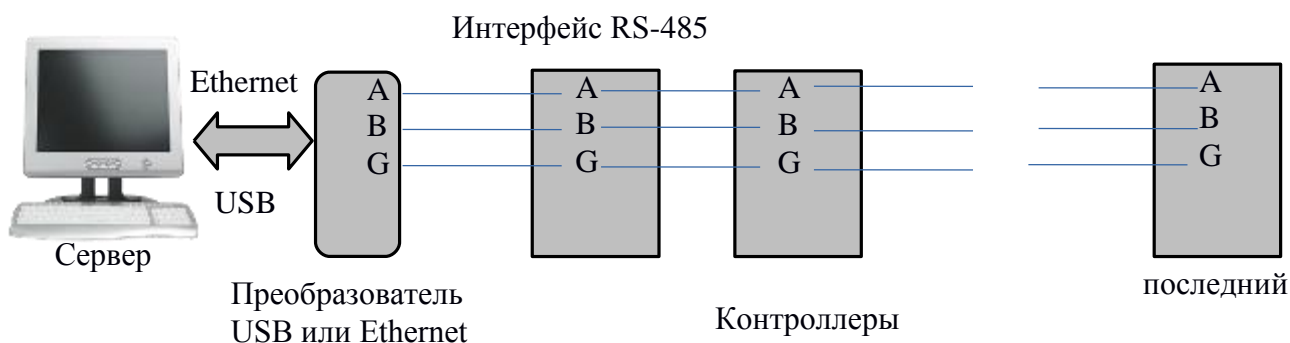 Интерфейс RS-485
Ethernet
USB
Сервер
A
B
G
Преобразователь
USB или Ethernet
A
B
G
A
B
G
Контроллеры
A
B
G
последний